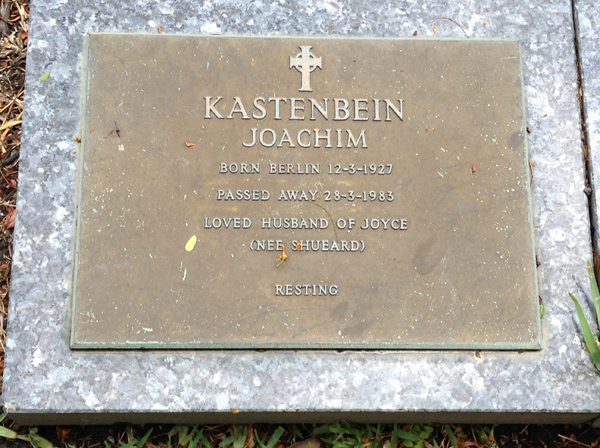 KASTENBEIN
JOACHIM
BORN BERLIN 12-3-1927
PASSED AWAY 28-3-1983
LOVED HUSBAND OF JOYCE
(NEE SHUEARD)
RESTING